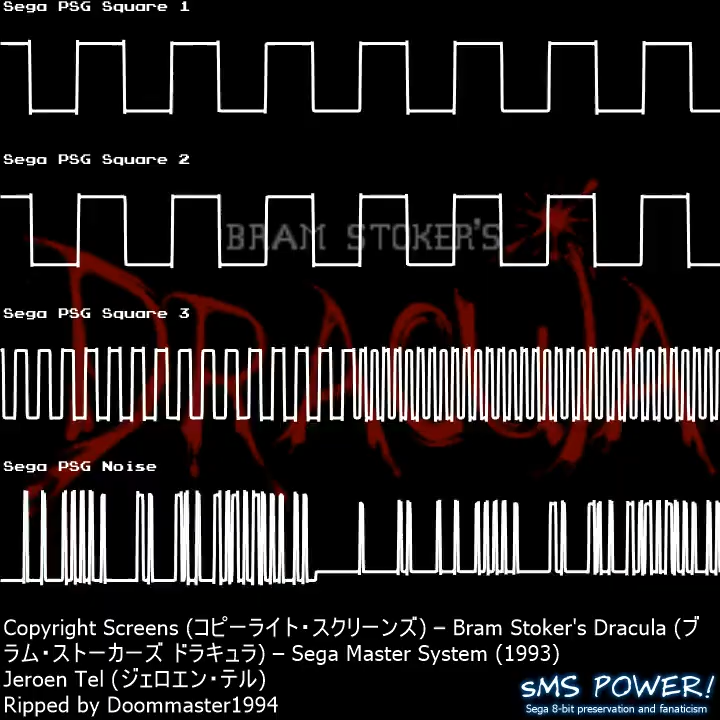 Sega PSG Square 1
Sega PSG Square 2
BRAM STOKER'S
Sega PSG Square 3
DRACULA
Sega PSG Noise
Copyright Screens (コピーライト・スクリーンズ) – Bram Stoker's Dracula (ブ
ラム・ストーカーズ ドラキュラ) – Sega Master System (1993)
Jeroen Tel (ジェロエン・テル)
Ripped by Doommaster1994
SMS POWER!
Sega 8-bit preservation and fanaticism